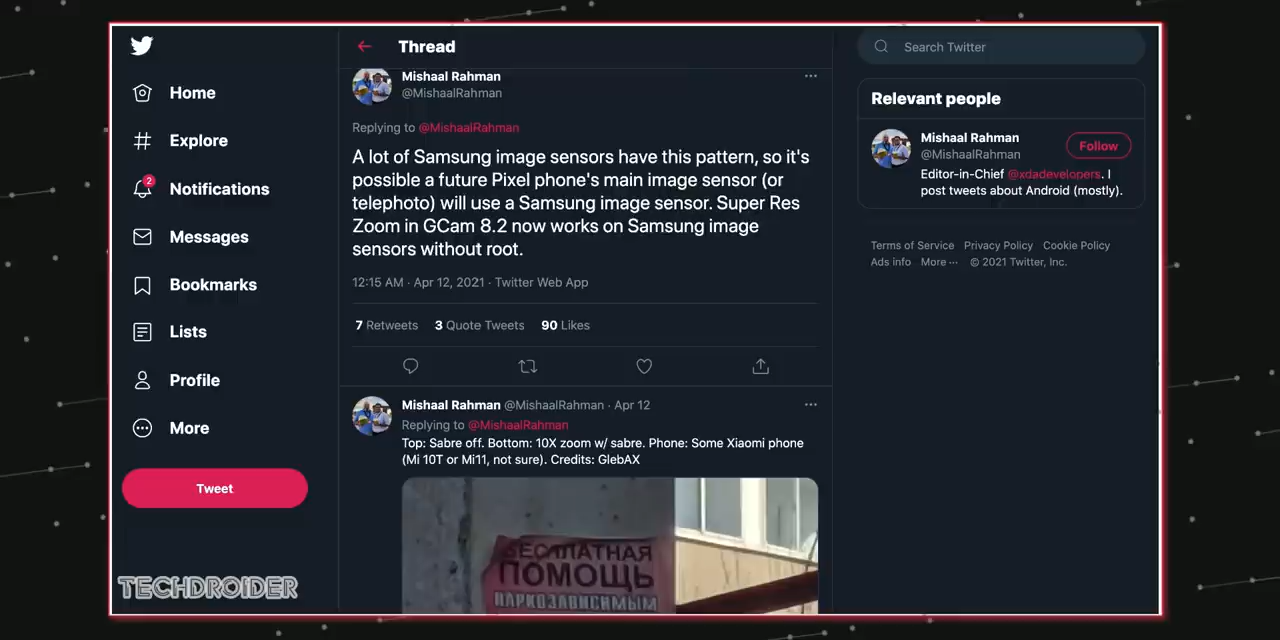 Home
Explore
2
Notifications
Messages
Bookmarks
Lists
Profile
More
Tweet
TECHDROIDER
Thread
Mishaal Rahman
@MishaalRahman
Replying to @MishaalRahman
A lot of Samsung image sensors have this pattern, so it's
possible a future Pixel phone's main image sensor (or
telephoto) will use a Samsung image sensor. Super Res
Zoom in GCam 8.2 now works on Samsung image
sensors without root.
12:15 AM · Apr 12, 2021 · Twitter Web App
7 Retweets 3 Quote Tweets 90 Likes
Mishaal Rahman @MishaalRahman · Apr 12
Replying to @MishaalRahman
Top: Sabre off. Bottom: 10X zoom w/ sabre. Phone: Some Xiaomi phone
(Mi 10T or Mi11, not sure). Credits: GlebAX
БЕСПЛАТНАЯ
ПОМОЩЬ
НАРКОЗАВИСИМЫМ
Search Twitter
Relevant people
Mishaal Rahman
@MishaalRahman
Follow
Editor-in-Chief @xdadevelopers. I
post tweets about Android (mostly).
Terms of Service Privacy Policy Cookie Policy
Ads info More ··· © 2021 Twitter, Inc.